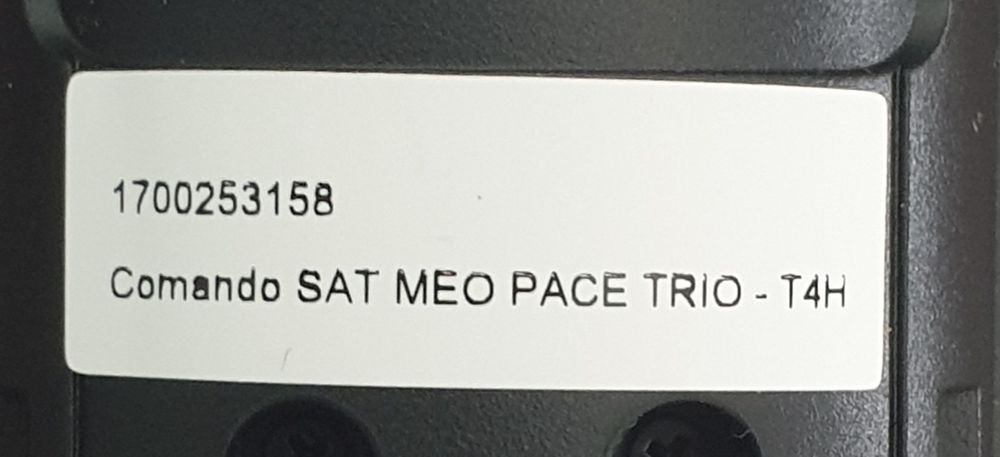 1700253158
Comando SAT MEO PACE TRIO - T4H